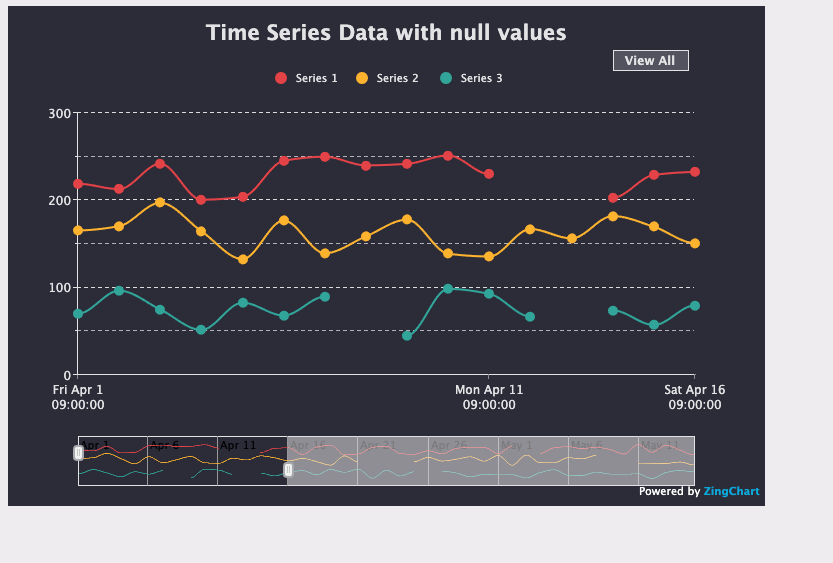 Time Series Data with null values
View All
Series 1 Series 2 Series 3
300
200
100
0
Fri Apr 1 Mon Apr 11 Sat Apr 16
09:00:00 09:00:00 09:00:00
Apr 1 Apr 6 Apr 11 Apr 16 Apr 21 Apr 26 May 1 May 6 May 11
Powered by ZingChart